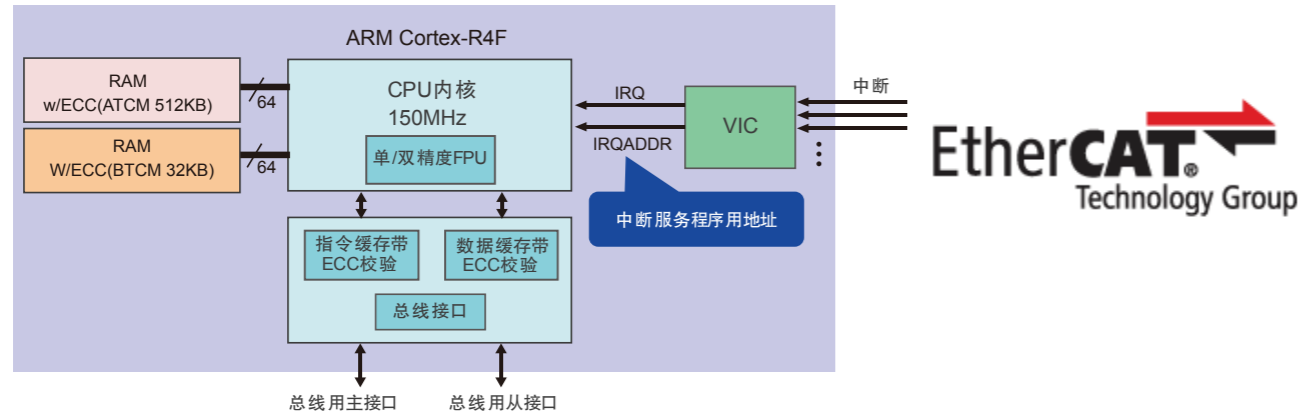 ARM Cortex-R4F
RAM
w/ECC(ATCM 512KB)
64
RAM
W/ECC(BTCM 32KB)
64
CPU内核
150MHz
单/双精度FPU
IRQ
IRQADDR
VIC
中断
中断服务程序用地址
指令缓存带
ECC校验
数据缓存带
ECC校验
总线接口
总线用主接口
总线用从接口
EtherCAT®
Technology Group